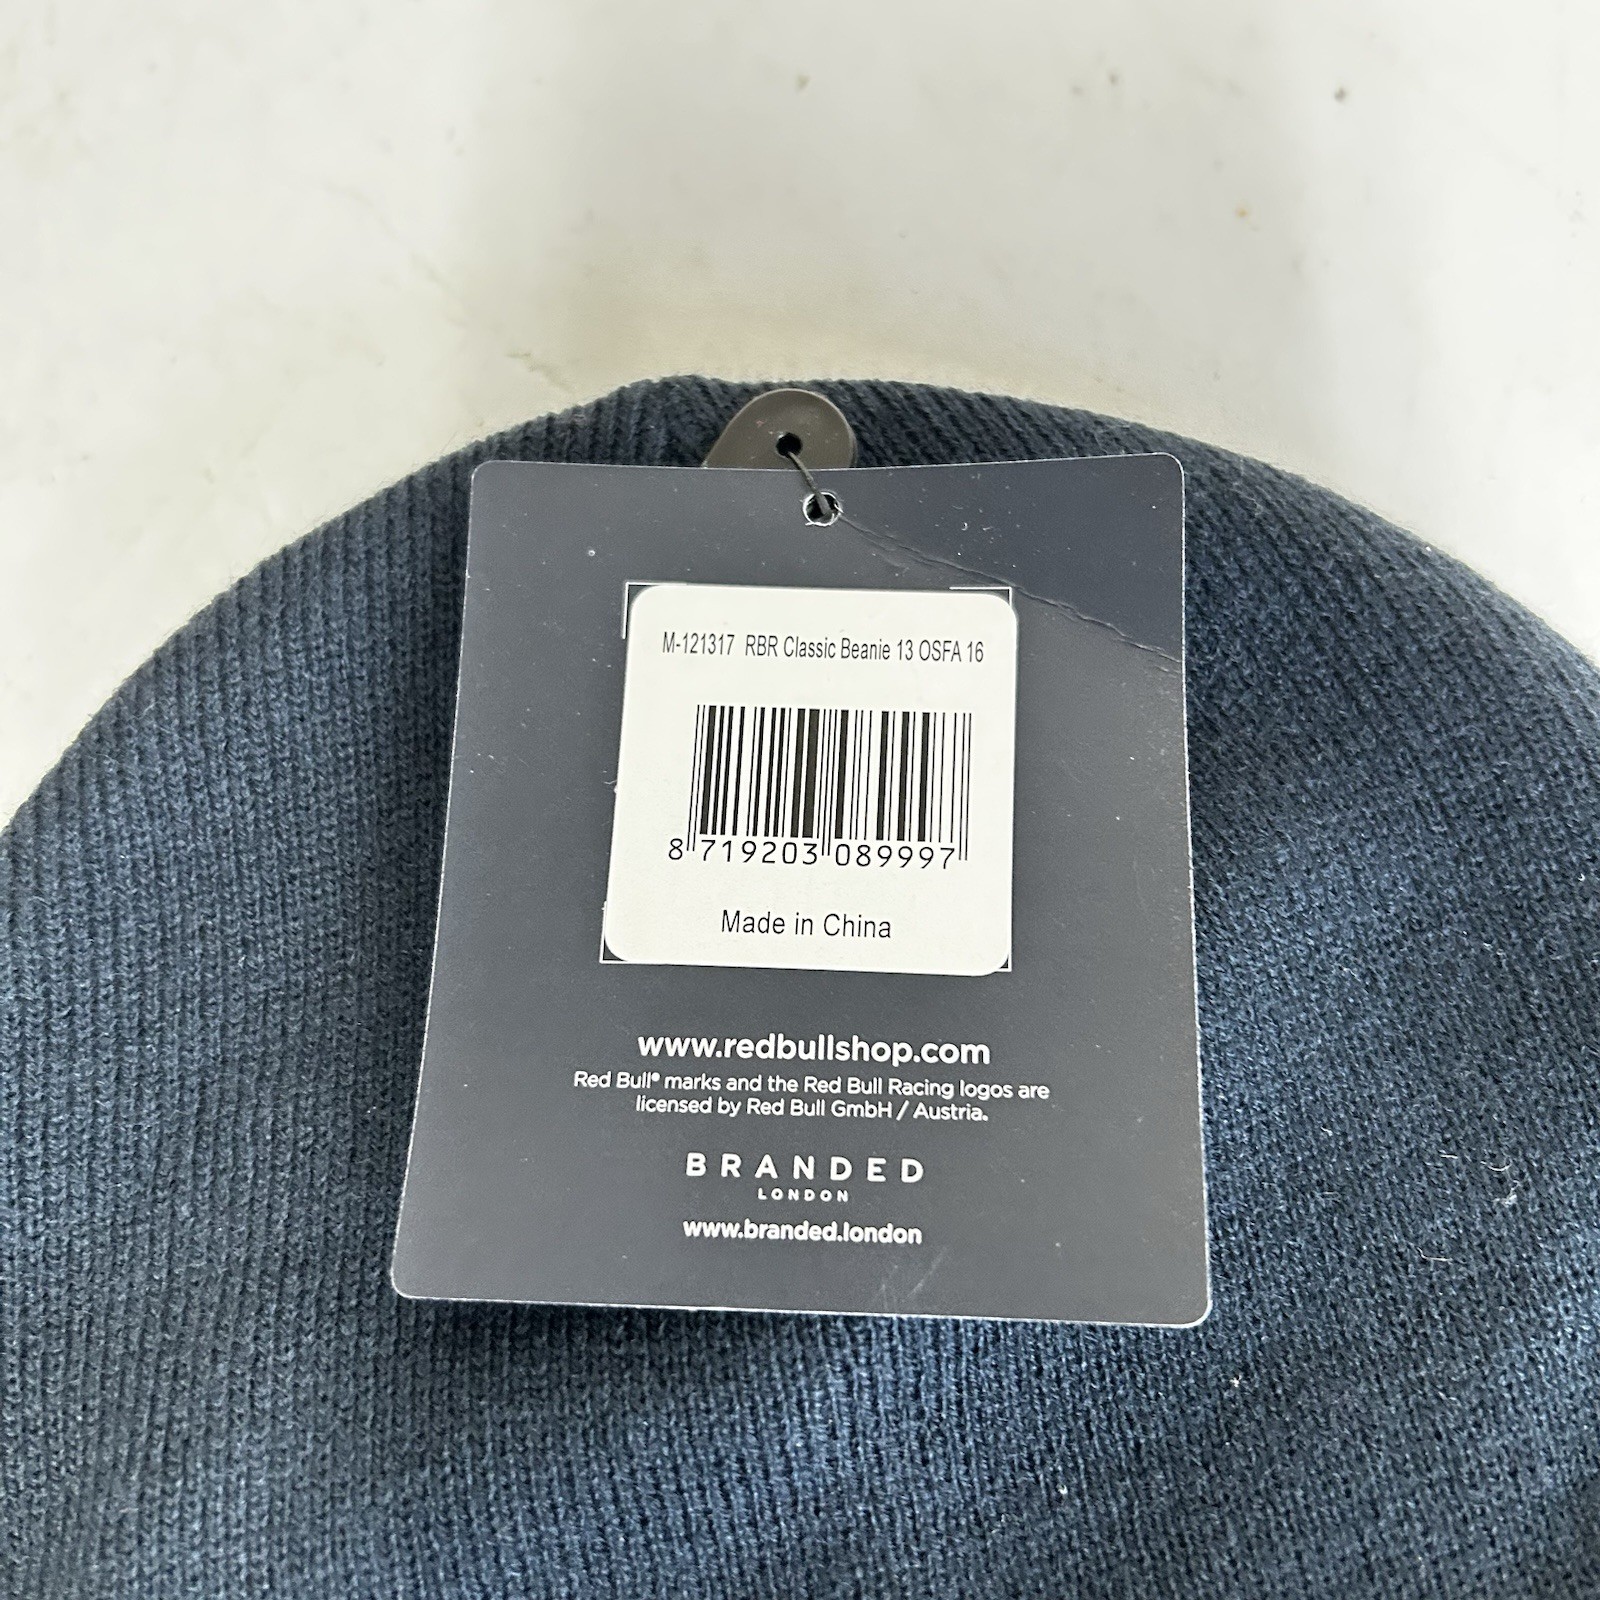 M-121317 RBR Classic Beanie 13 OSFA 16
8 719203 089997
Made in China
www.redbullshop.com
Red Bull® marks and the Red Bull Racing logos are
licensed by Red Bull GmbH / Austria.
BRANDED
LONDON
www.branded.london